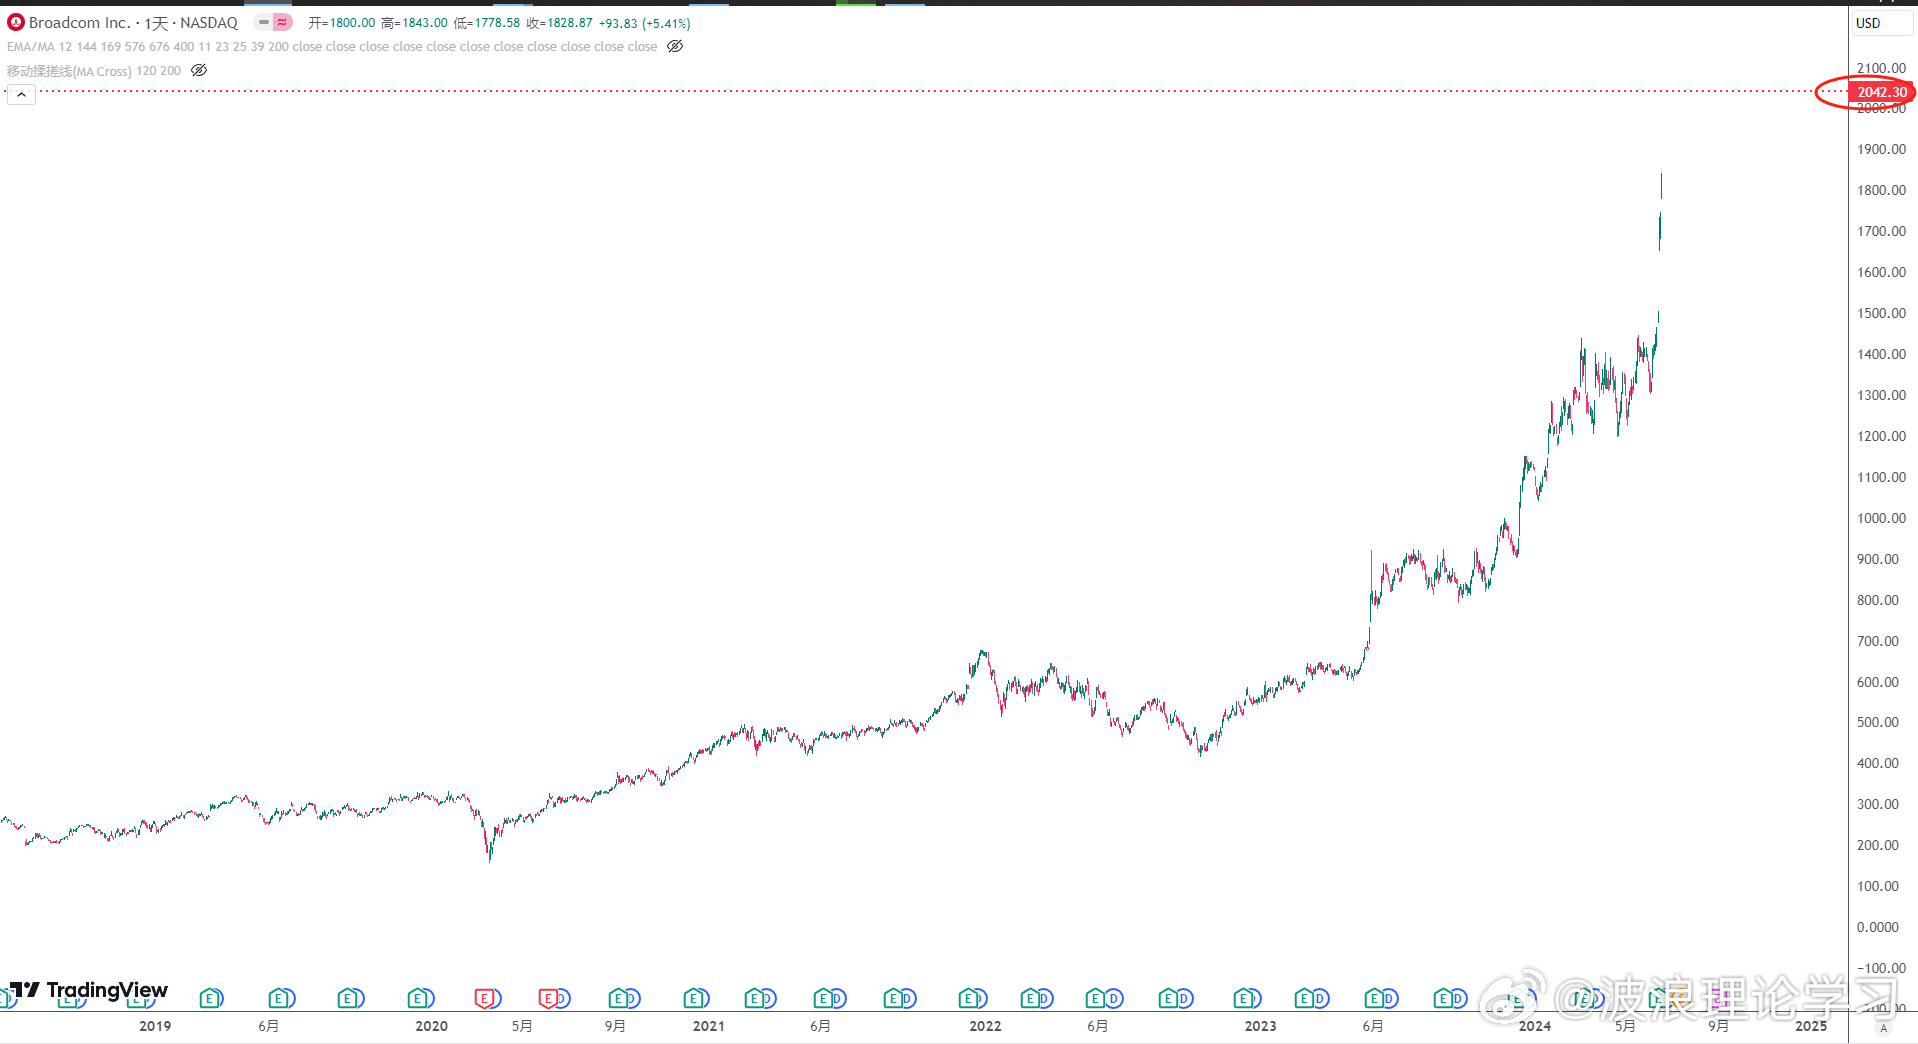 Broadcom Inc. · 1天 · NASDAQ 开=1800.00 高=1843.00 低=1778.58 收=1828.87 +93.83 (+5.41%)
USD
EMA/MA 12 144 169 576 676 400 11 23 25 39 200 close close close close close close close close close close close
移动揉搓线(MA Cross) 120 200
2100.00
2042.30
2000.00
1900.00
1800.00
1700.00
1600.00
1500.00
1400.00
1300.00
1200.00
1100.00
1000.00
900.00
800.00
700.00
600.00
500.00
400.00
300.00
200.00
100.00
0.0000
−100.00
TradingView
E D E D E D E D E D E D E D E D E D E D E D E D E D E D E D E D E D E D E D E D E D
@波浪理论学习
2019 6月 2020 5月 9月 2021 6月 2022 6月 2023 6月 2024 5月 9月 2025
A